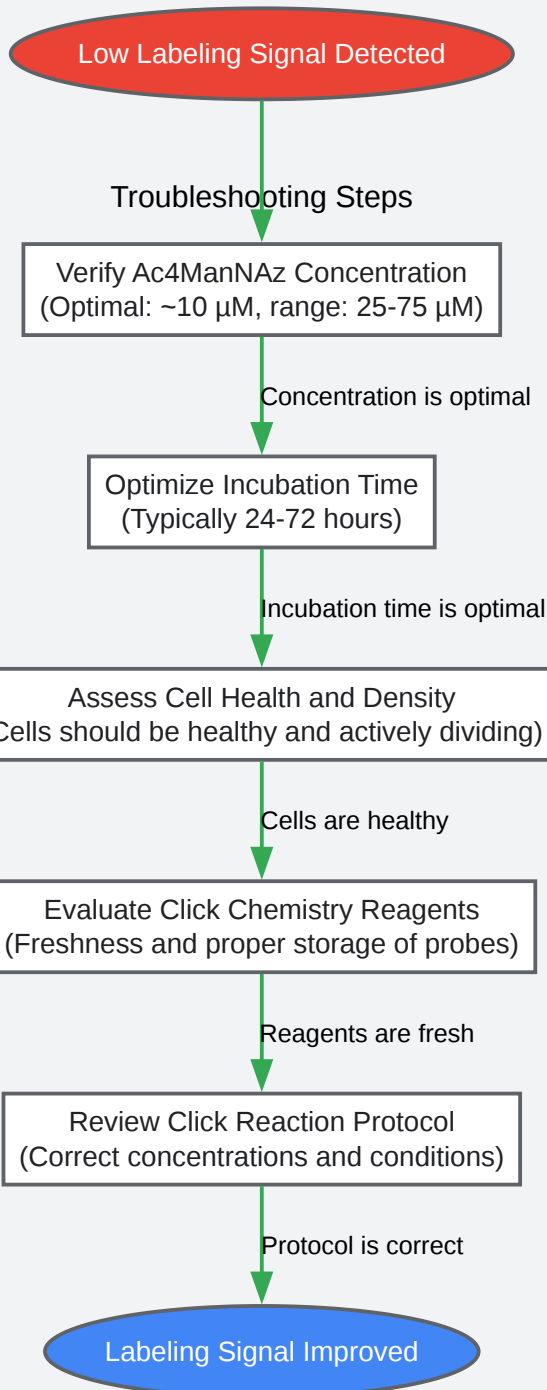 Low Labeling Signal Detected
Troubleshooting Steps
Verify Ac4ManNAz Concentration
(Optimal: ~10 µM, range: 25-75 µM)
Concentration is optimal
Optimize Incubation Time
(Typically 24-72 hours)
Incubation time is optimal
Assess Cell Health and Density
Cells should be healthy and actively dividing)
Cells are healthy
Evaluate Click Chemistry Reagents
(Freshness and proper storage of probes)
Reagents are fresh
Review Click Reaction Protocol
(Correct concentrations and conditions)
Protocol is correct
Labeling Signal Improved